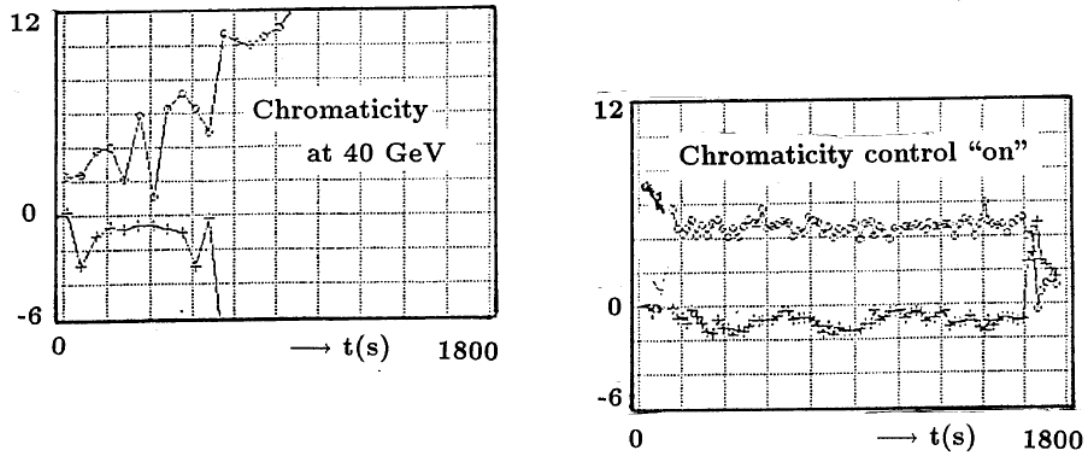 12
Chromaticity
at 40 GeV
0
-6
0
⟶ t(s)
1800
12
Chromaticity control “on”
0
-6
0
⟶ t(s)
1800